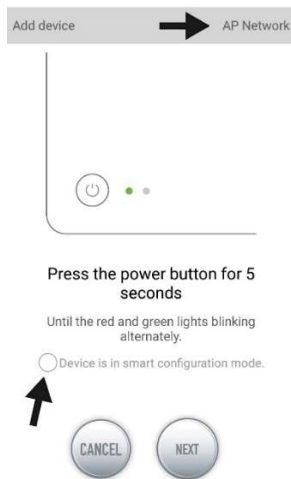 Add device AP Network
Press the power button for 5
seconds
Until the red and green lights blinking
alternately.
Device is in smart configuration mode.
CANCEL NEXT